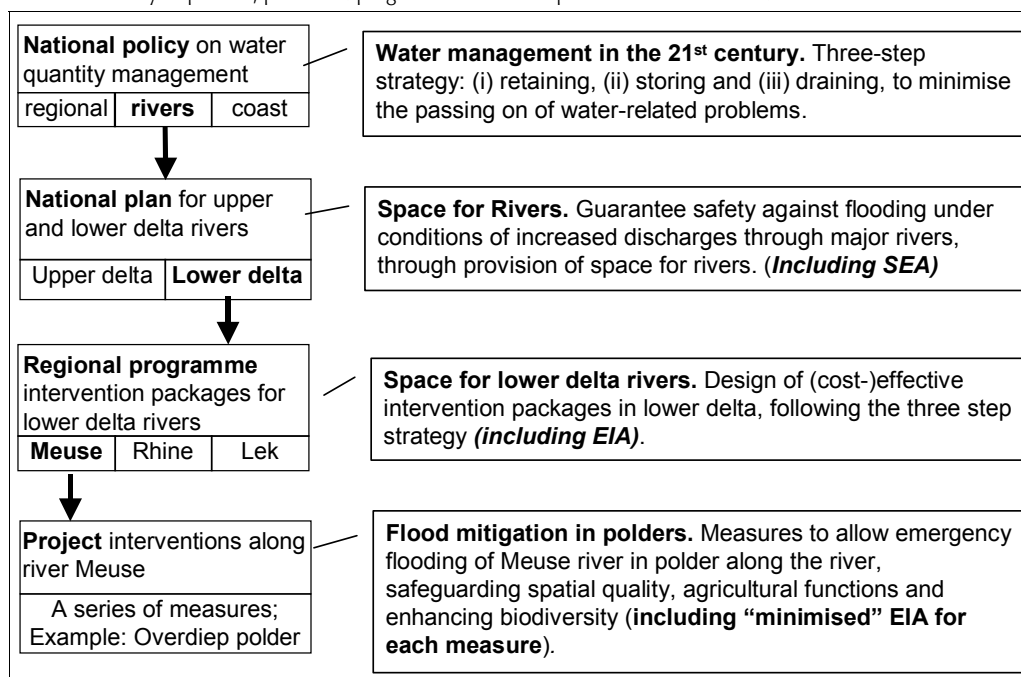 National policy on water
quantity management
regional rivers coast
Water management in the 21st century. Three-step
strategy: (i) retaining, (ii) storing and (iii) draining, to minimise
the passing on of water-related problems.
National plan for upper
and lower delta rivers
Upper delta Lower delta
Space for Rivers. Guarantee safety against flooding under
conditions of increased discharges through major rivers,
through provision of space for rivers. (Including SEA)
Regional programme
intervention packages for
lower delta rivers
Meuse Rhine Lek
Space for lower delta rivers. Design of (cost-)effective
intervention packages in lower delta, following the three step
strategy (including EIA).
Project interventions along
river Meuse
A series of measures;
Example: Overdiep polder
Flood mitigation in polders. Measures to allow emergency
flooding of Meuse river in polder along the river,
safeguarding spatial quality, agricultural functions and
enhancing biodiversity (including “minimised” EIA for
each measure).